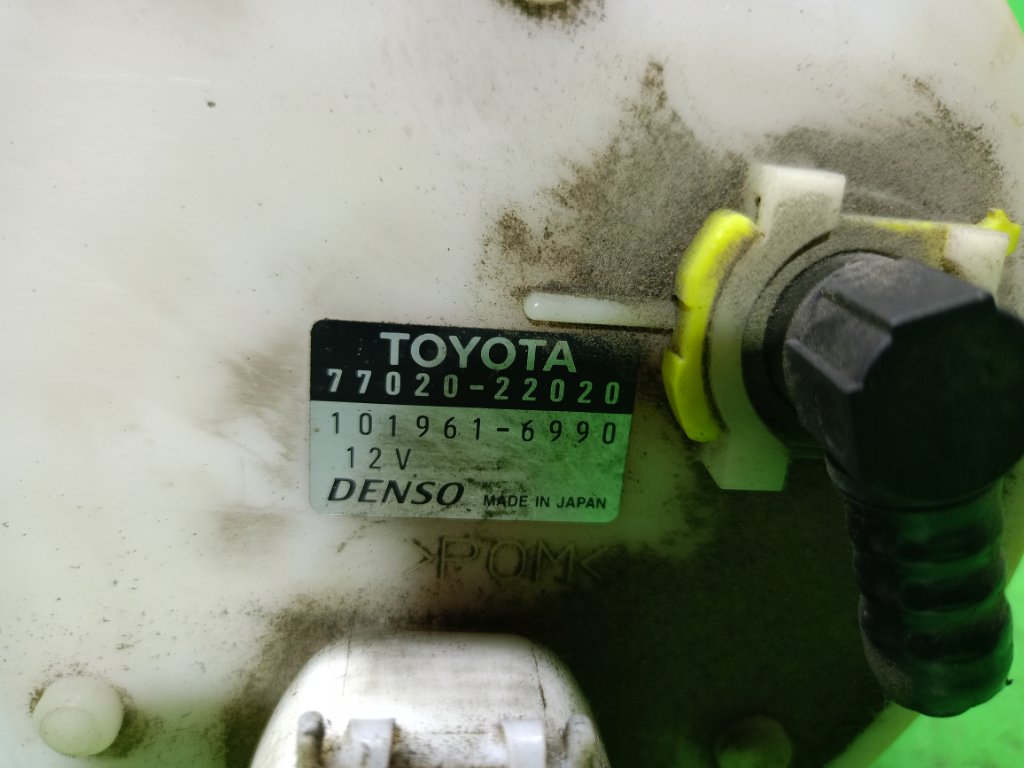 TOYOTA
77020-22020
101961-6990
12V
DENSO MADE IN JAPAN
>POM<